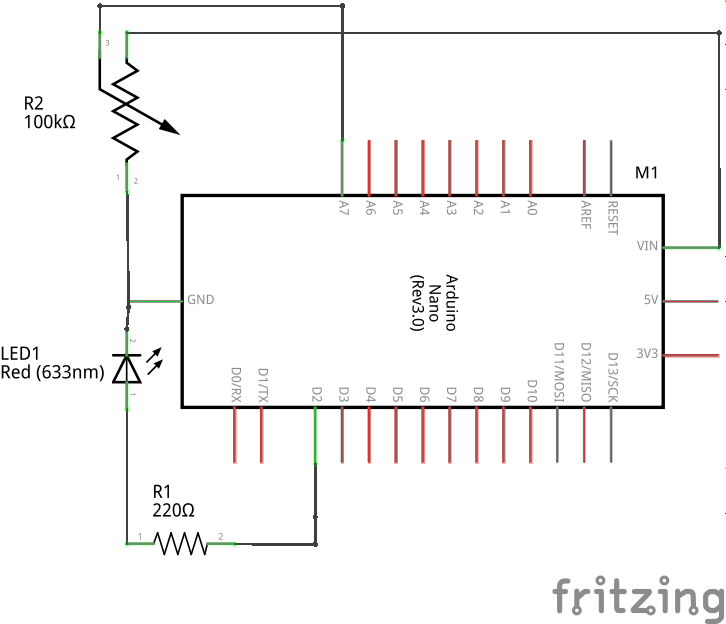 3
R2
100kΩ
1
2
M1
A7
A6
A5
A4
A3
A2
A1
A0
AREF
RESET
VIN
GND
5V
Arduino
Nano
(Rev3.0)
3V3
LED1
Red (633nm)
2
1
D0/RX
D1/TX
D2
D3
D4
D5
D6
D7
D8
D9
D10
D11/MOSI
D12/MISO
D13/SCK
R1
220Ω
1
2
fritzing